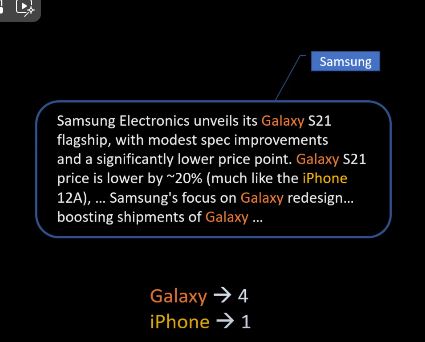 Samsung
Samsung Electronics unveils its Galaxy S21
flagship, with modest spec improvements
and a significantly lower price point. Galaxy S21
price is lower by ~20% (much like the iPhone
12A), ... Samsung's focus on Galaxy redesign...
boosting shipments of Galaxy ...
Galaxy → 4
iPhone → 1